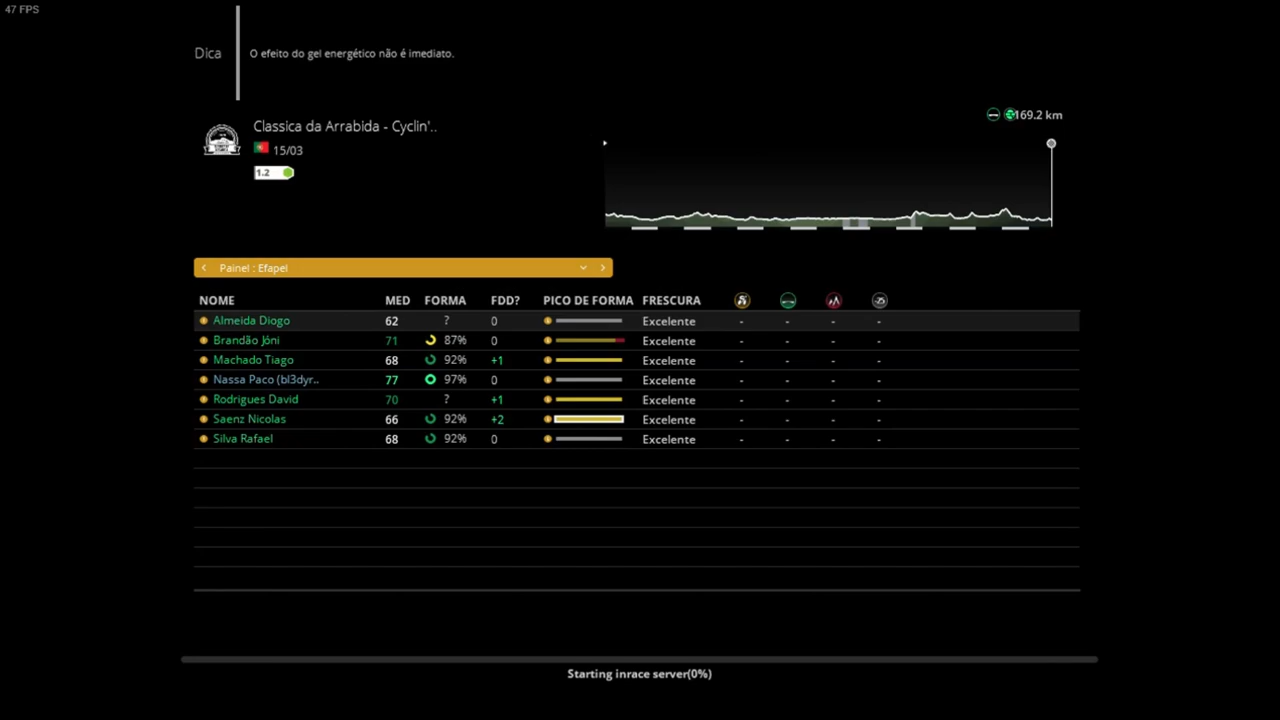 47 FPS
Dica
O efeito do gel energético não é imediato.
Classica da Arrabida - Cyclin'..
15/03
1.2
169.2 km
Painel : Efapel
NOME MED FORMA FDD? PICO DE FORMA FRESCURA
Almeida Diogo 62 ? 0 Excelente - - - -
Brandão Jóni 71 87% 0 Excelente - - - -
Machado Tiago 68 92% +1 Excelente - - - -
Nassa Paco (bl3dyr.. 77 97% 0 Excelente - - - -
Rodrigues David 70 ? +1 Excelente - - - -
Saenz Nicolas 66 92% +2 Excelente - - - -
Silva Rafael 68 92% 0 Excelente - - - -
Starting inrace server(0%)